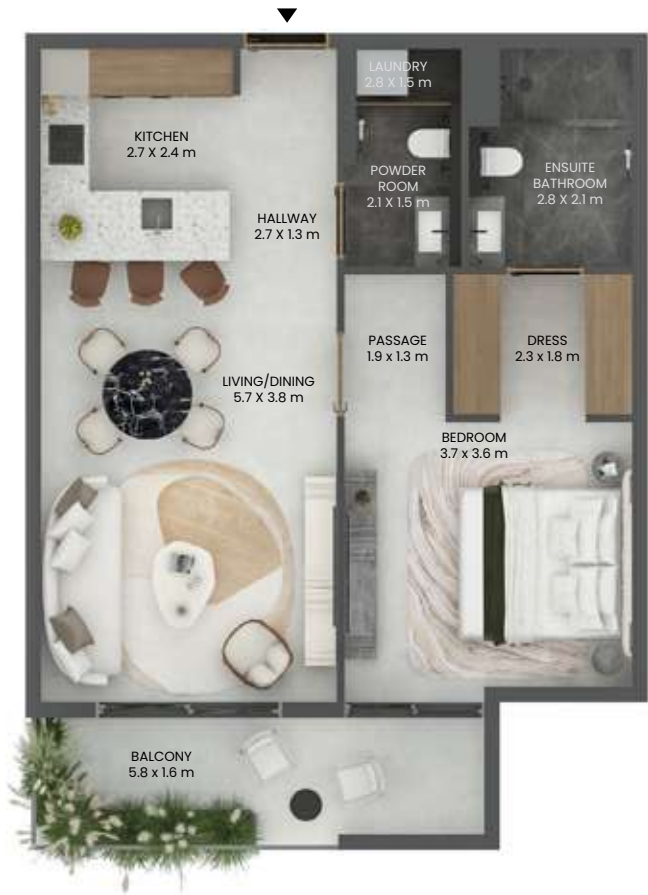 LAUNDRY
2.8 X 1.5 m
KITCHEN
2.7 X 2.4 m
POWDER
ROOM
2.1 X 1.5 m
ENSUITE
BATHROOM
2.8 X 2.1 m
HALLWAY
2.7 X 1.3 m
PASSAGE
1.9 x 1.3 m
DRESS
2.3 x 1.8 m
LIVING/DINING
5.7 X 3.8 m
BEDROOM
3.7 x 3.6 m
BALCONY
5.8 x 1.6 m